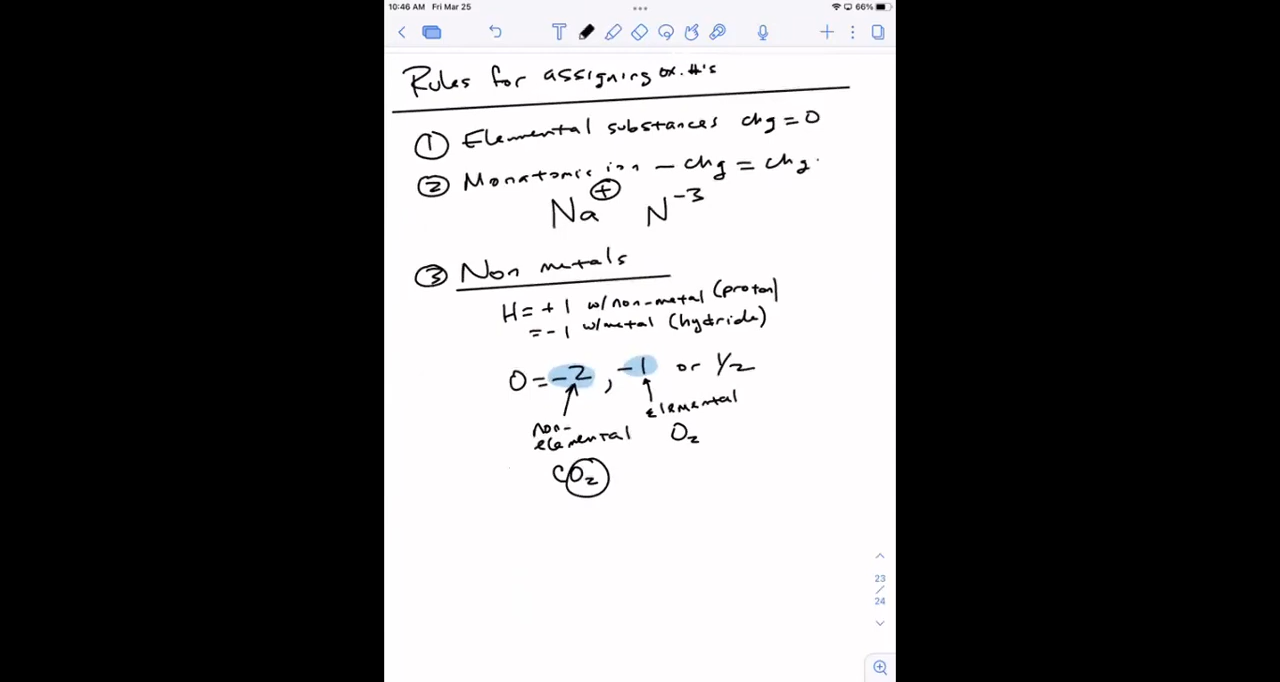 10:46 AM Fri Mar 25
66%
Rules for assigning ox. #'s
① Elemental substances chg = 0
② Monatomic ion — chg = chg.
Na⊕ N⁻³
③ Non metals
H = +1 w/non-metal (proton)
= -1 w/metal (hydride)
O = -2, -1 or 1/2
non-elemental
elemental
O₂
CO₂
23
/
24